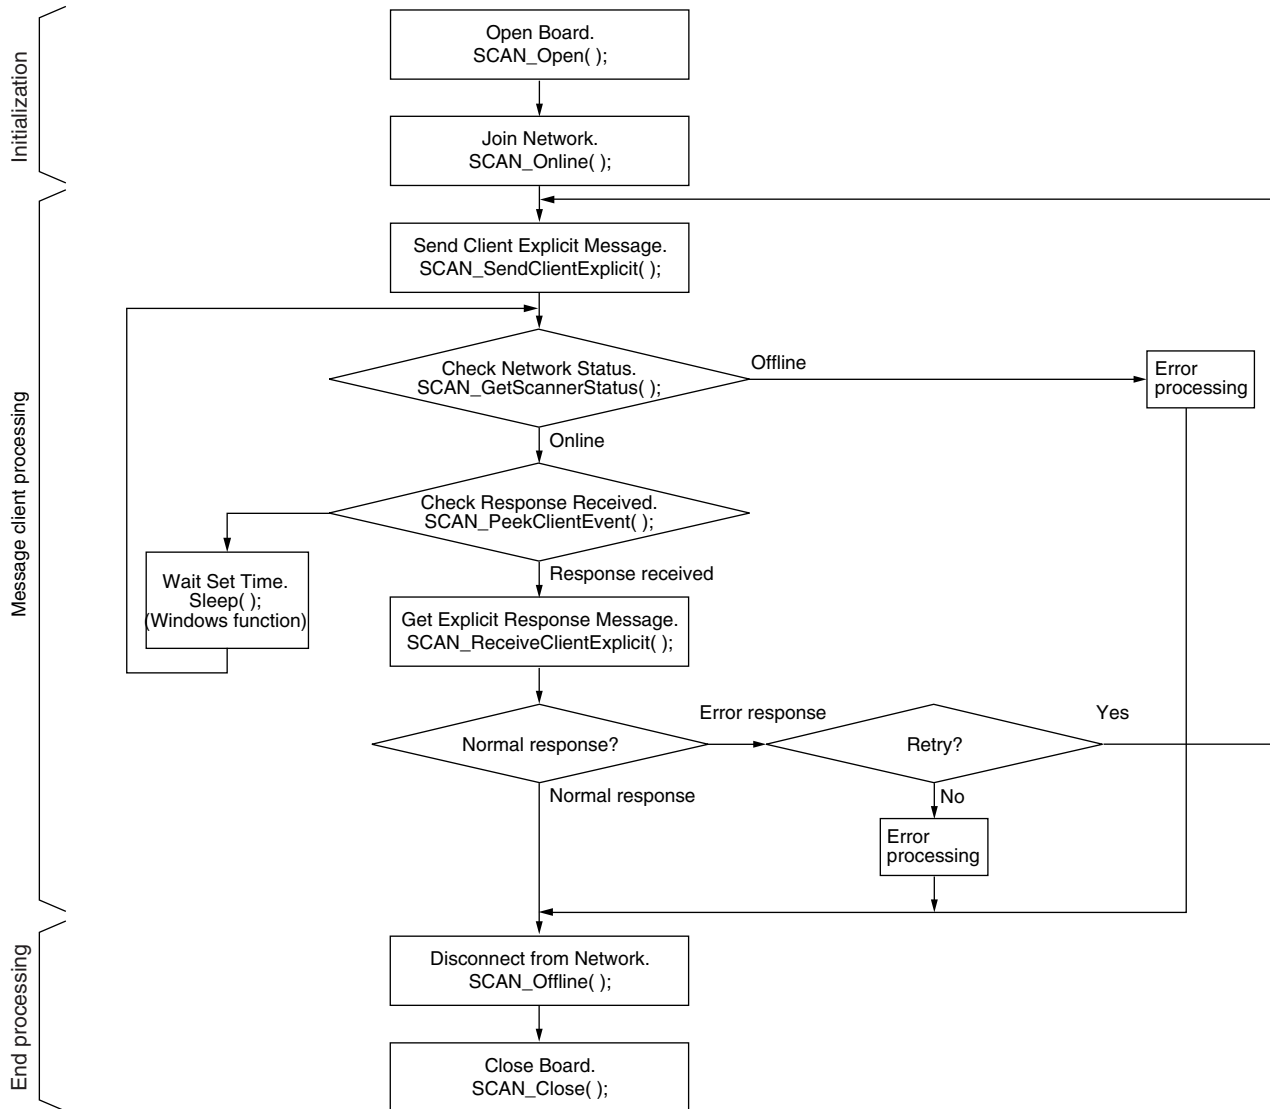 Initialization
Open Board.
SCAN_Open( );
Join Network.
SCAN_Online( );
Message client processing
Send Client Explicit Message.
SCAN_SendClientExplicit( );
Check Network Status.
SCAN_GetScannerStatus( );
Offline
Error
processing
Online
Check Response Received.
SCAN_PeekClientEvent( );
Wait Set Time.
Sleep( );
(Windows function)
Response received
Get Explicit Response Message.
SCAN_ReceiveClientExplicit( );
Normal response?
Error response
Retry?
Yes
Normal response
No
Error
processing
End processing
Disconnect from Network.
SCAN_Offline( );
Close Board.
SCAN_Close( );